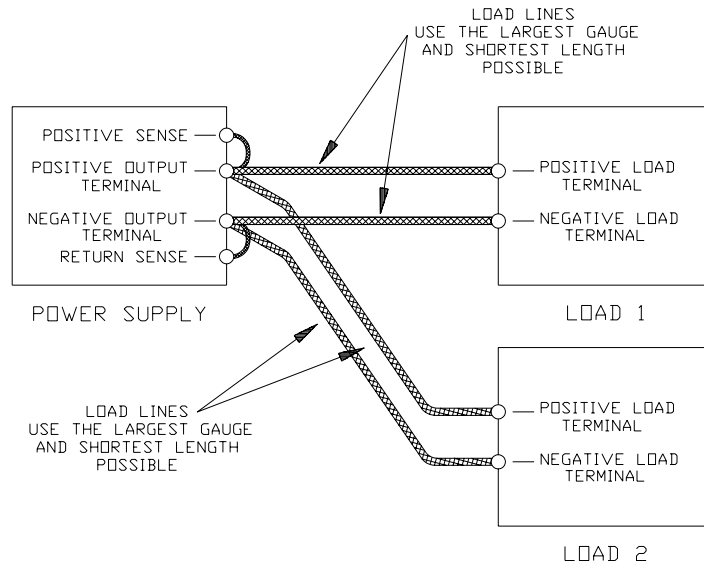 LOAD LINES
USE THE LARGEST GAUGE
AND SHORTEST LENGTH
POSSIBLE
POSITIVE SENSE
POSITIVE OUTPUT
TERMINAL
NEGATIVE OUTPUT
TERMINAL
RETURN SENSE
POWER SUPPLY
POSITIVE LOAD
TERMINAL
NEGATIVE LOAD
TERMINAL
LOAD 1
LOAD LINES
USE THE LARGEST GAUGE
AND SHORTEST LENGTH
POSSIBLE
POSITIVE LOAD
TERMINAL
NEGATIVE LOAD
TERMINAL
LOAD 2